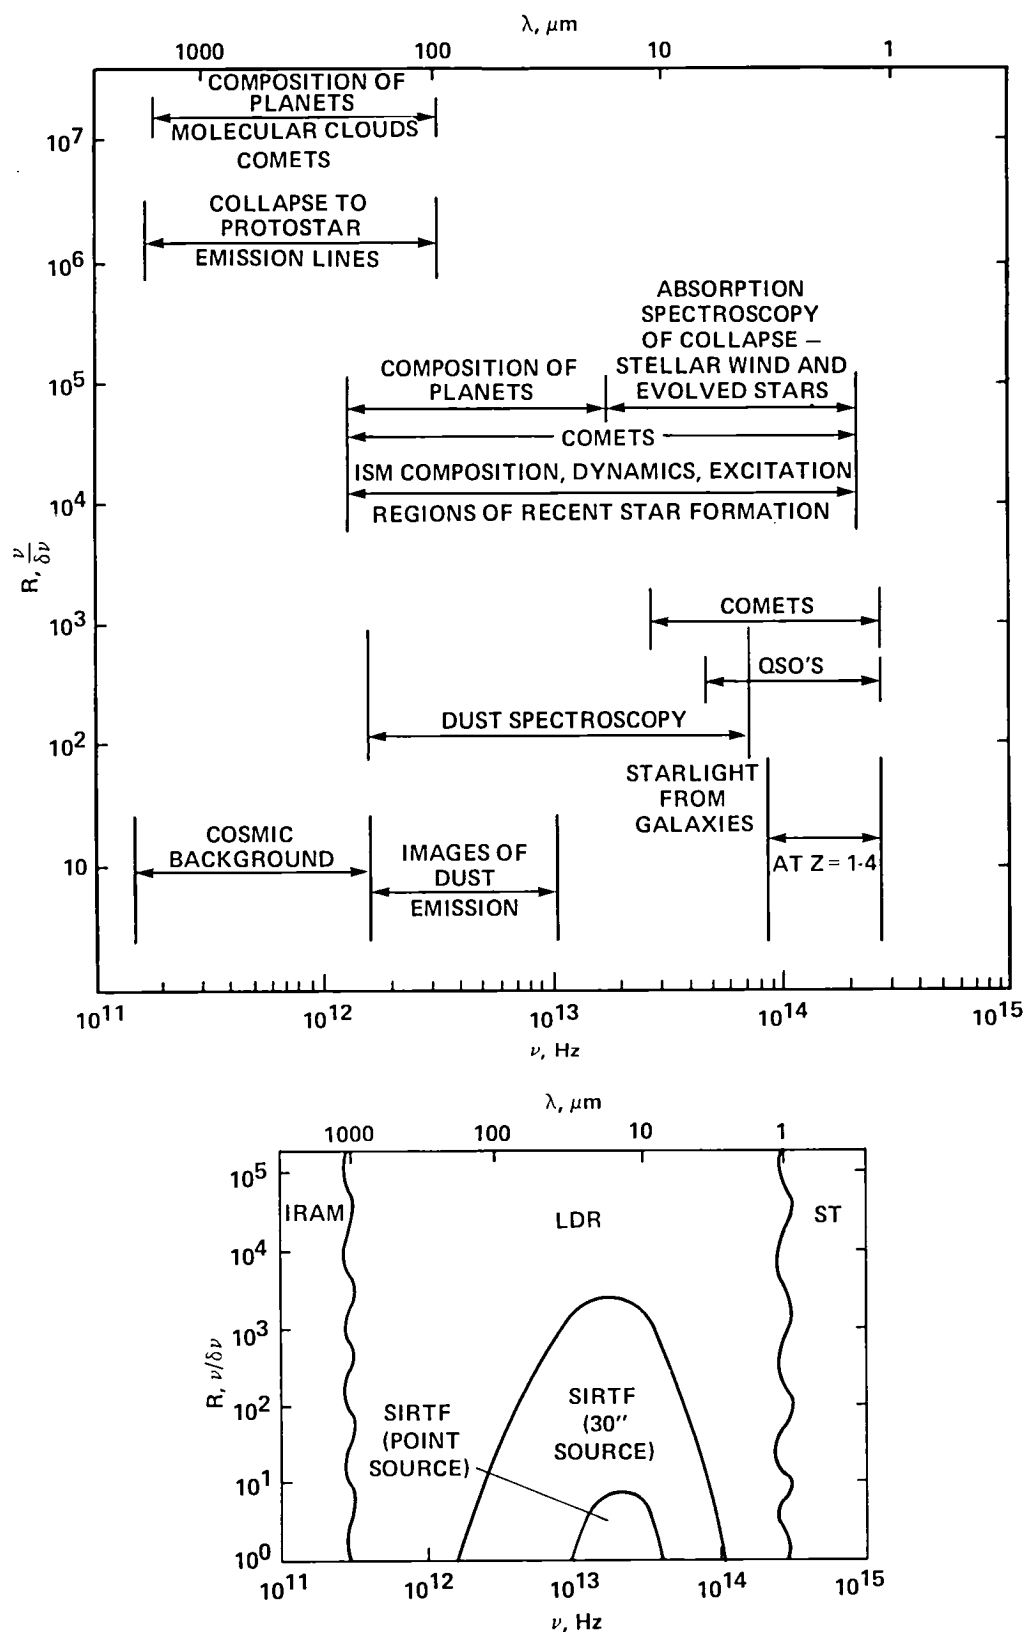 λ, μm
1000 100 10 1
COMPOSITION OF
PLANETS
MOLECULAR CLOUDS
COMETS
10^7
COLLAPSE TO
PROTOSTAR
EMISSION LINES
10^6
ABSORPTION
SPECTROSCOPY
OF COLLAPSE –
STELLAR WIND AND
EVOLVED STARS
COMPOSITION OF
PLANETS
10^5
COMETS
ISM COMPOSITION, DYNAMICS, EXCITATION
10^4
REGIONS OF RECENT STAR FORMATION
R, ν/δν
COMETS
10^3
QSO'S
DUST SPECTROSCOPY
10^2
STARLIGHT
FROM
GALAXIES
AT Z = 1-4
COSMIC
BACKGROUND
IMAGES OF
DUST
EMISSION
10
10^11 10^12 10^13 10^14 10^15
ν, Hz
λ, μm
1000 100 10 1
10^5
IRAM LDR ST
10^4
10^3
R, ν/δν
10^2
SIRTF
(POINT
SOURCE)
SIRTF
(30″
SOURCE)
10^1
10^0
10^11 10^12 10^13 10^14 10^15
ν, Hz